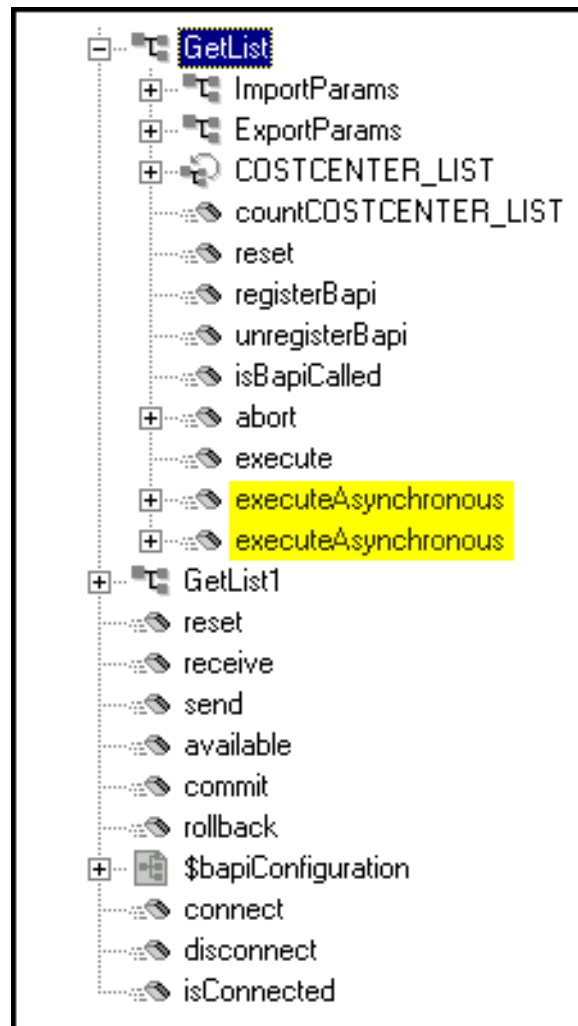 GetList
ImportParams
ExportParams
COSTCENTER_LIST
countCOSTCENTER_LIST
reset
registerBapi
unregisterBapi
isBapiCalled
abort
execute
executeAsynchronous
executeAsynchronous
GetList1
reset
receive
send
available
commit
rollback
$bapiConfiguration
connect
disconnect
isConnected